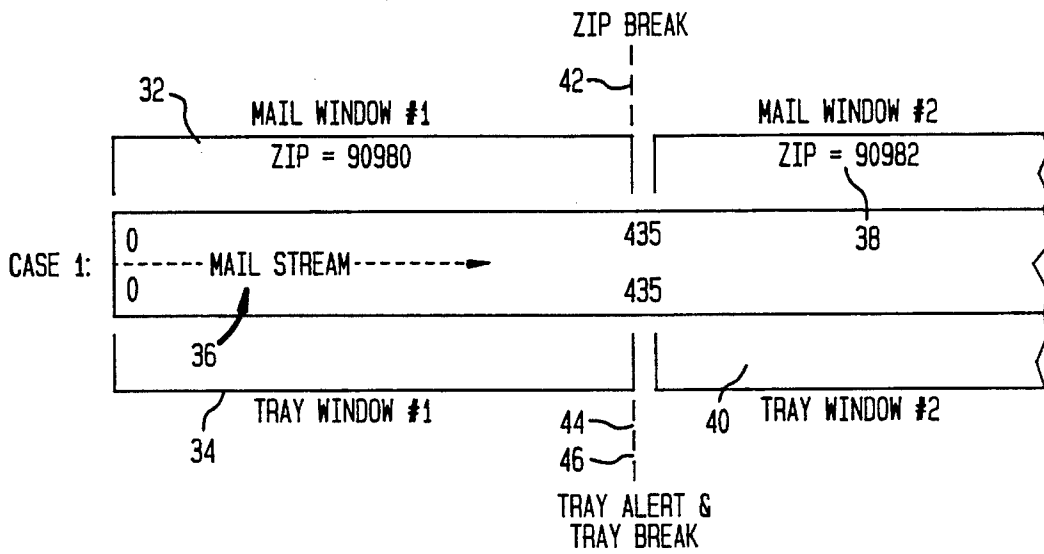 ZIP BREAK
42
32
MAIL WINDOW #1
MAIL WINDOW #2
ZIP = 90980
ZIP = 90982
0
435
38
CASE 1:
MAIL STREAM
0
435
36
34
TRAY WINDOW #1
44
40
TRAY WINDOW #2
46
TRAY ALERT &
TRAY BREAK